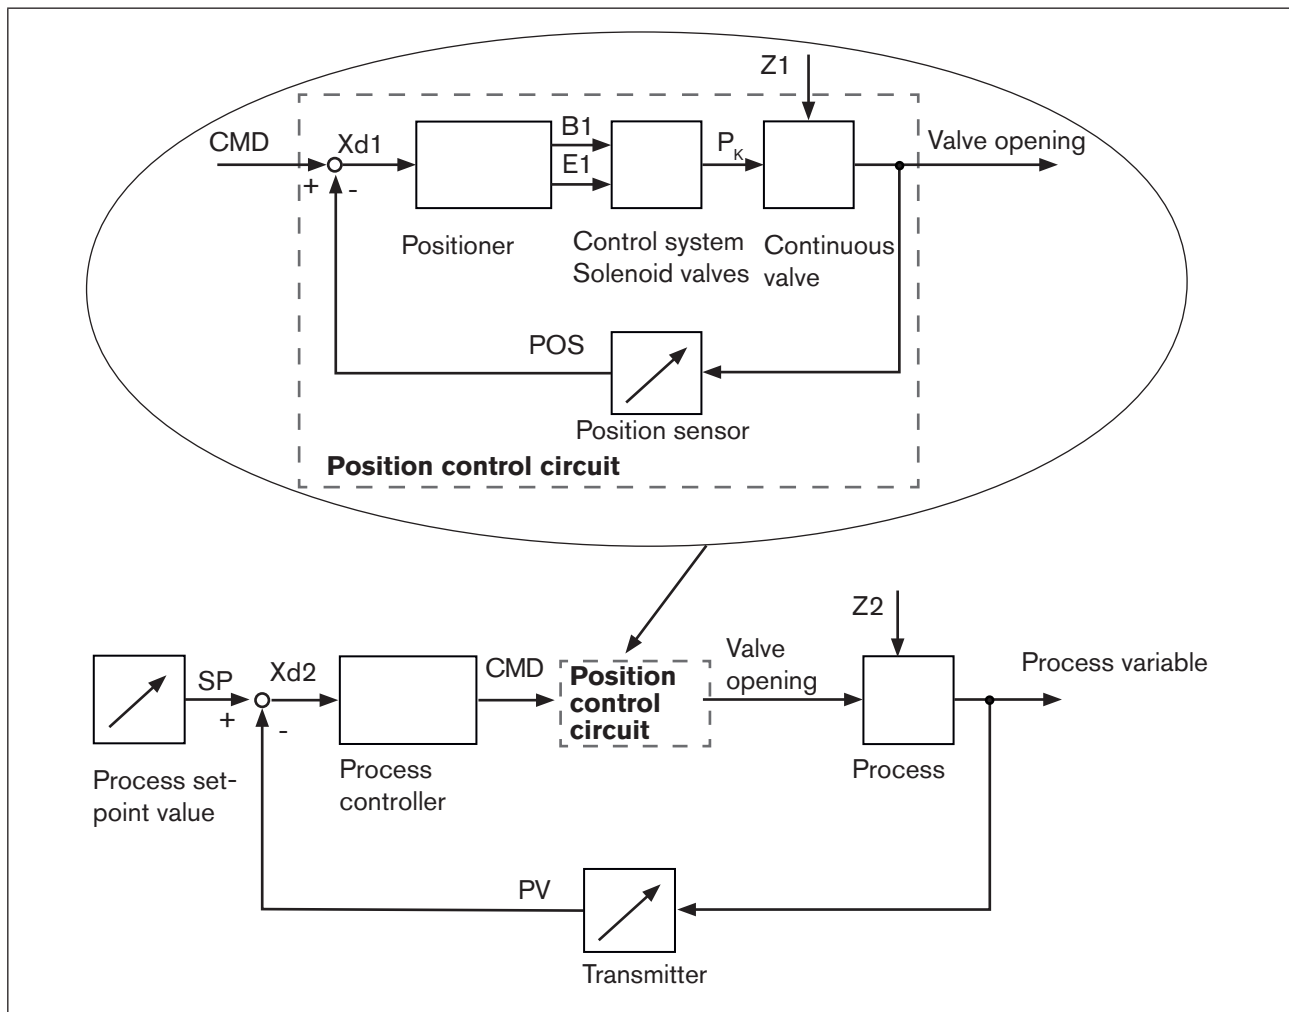 Z1
CMD
Xd1
B1
E1
PK
Valve opening
+
-
Positioner
Control system
Solenoid valves
Continuous
valve
POS
Position sensor
Position control circuit
Z2
SP
Xd2
CMD
Position
control
circuit
Valve
opening
Process variable
+
-
Process set-
point value
Process
controller
Process
PV
Transmitter